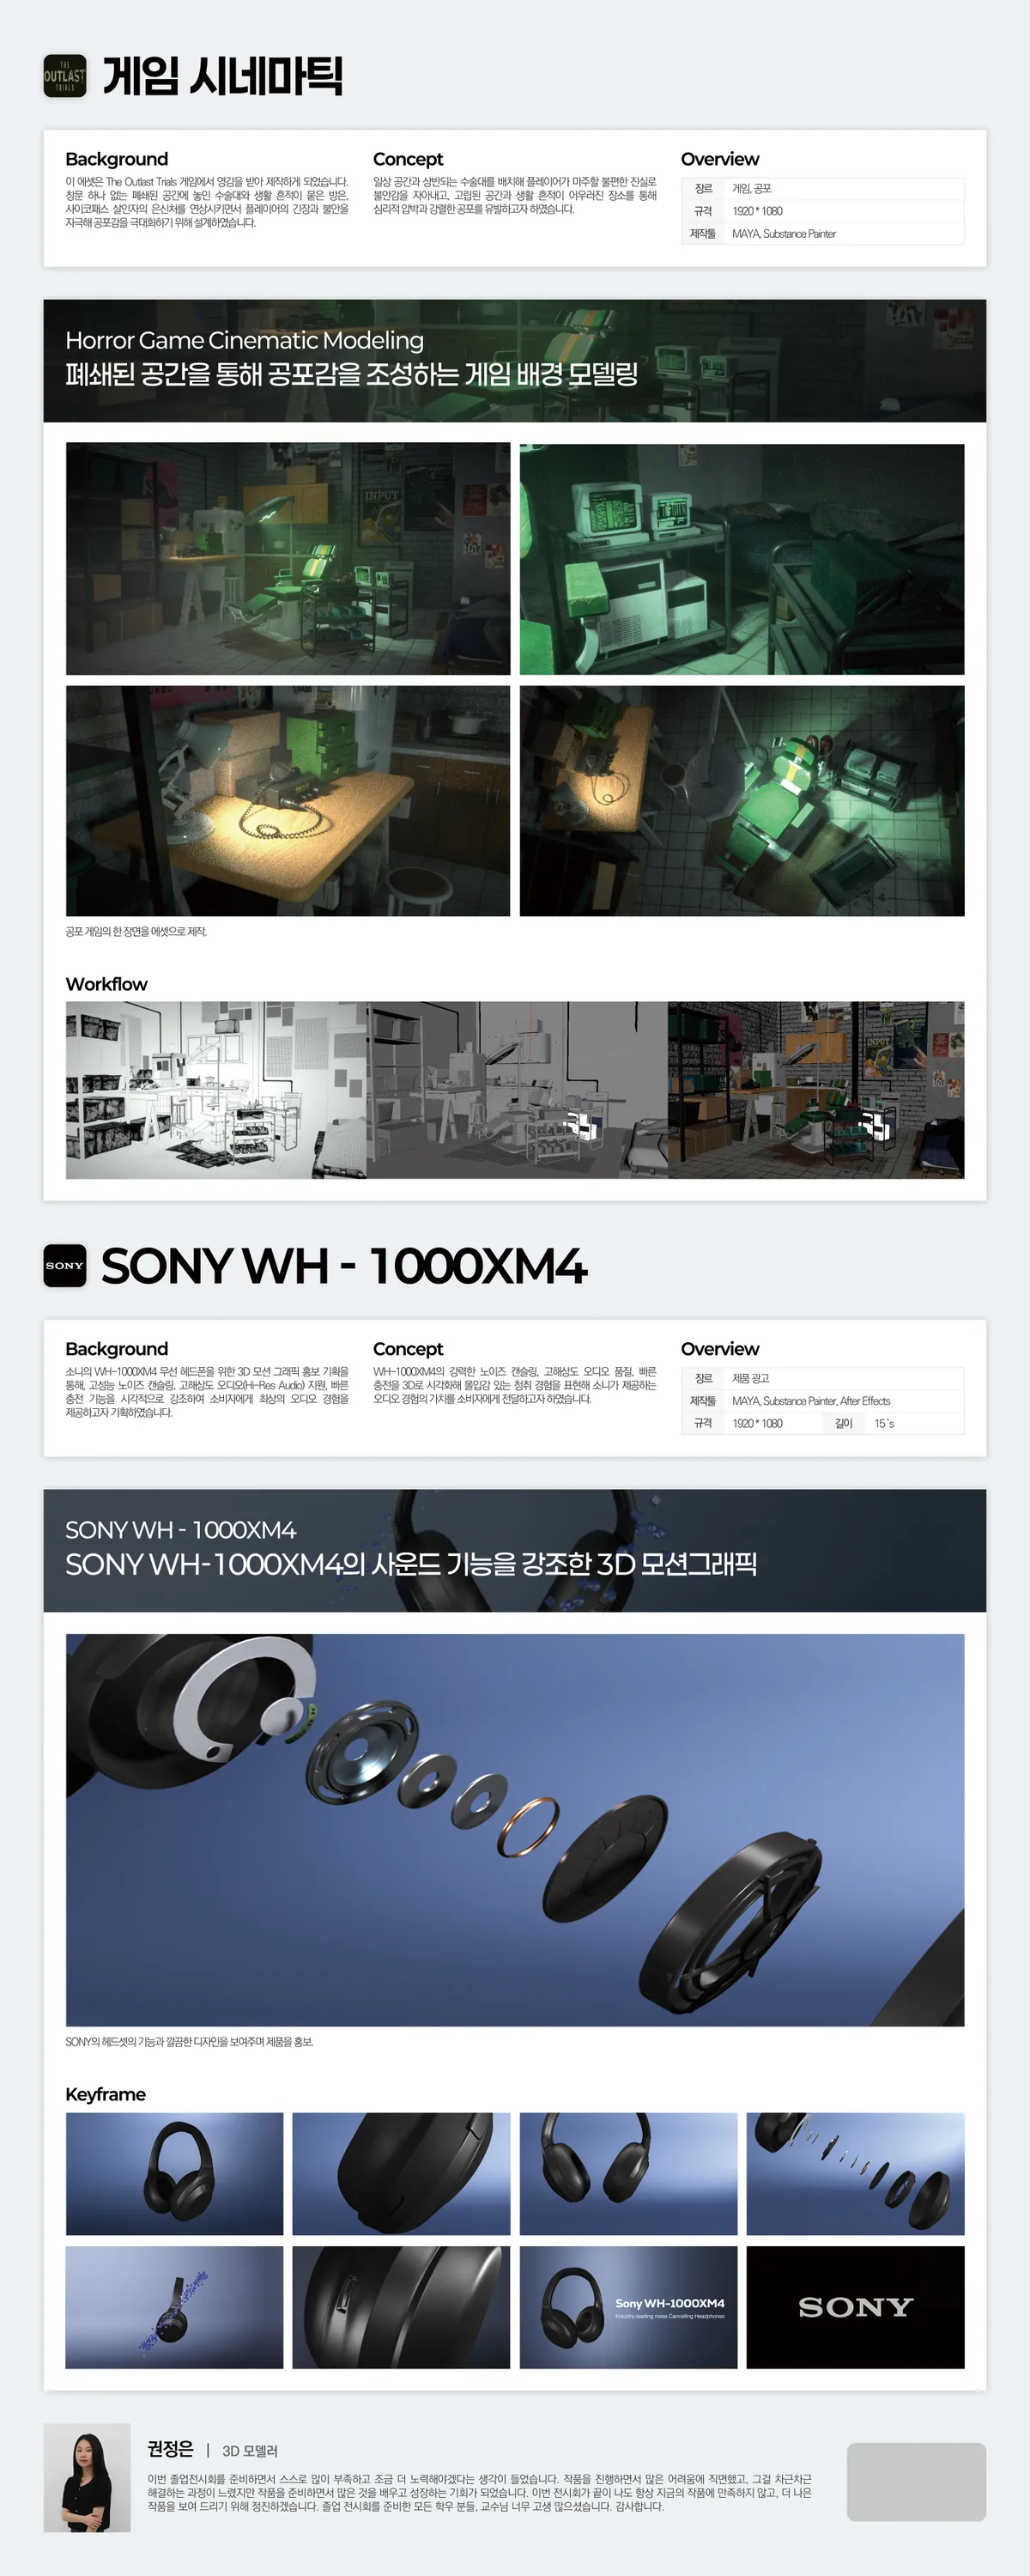 THE
OUTLAST
TRIALS
게임 시네마틱
Background
이 에셋은 The Outlast Trials 게임에서 영감을 받아 제작하게 되었습니다.
창문 하나 없는 폐쇄된 공간에 놓인 수술대와 생활 흔적이 묻은 방은,
사이코패스 살인자의 은신처를 연상시키면서 플레이어의 긴장과 불안을
자극해 공포감을 극대화하기 위해 설계하였습니다.
Concept
일상 공간과 상반되는 수술대를 배치해 플레이어가 마주할 불편한 진실로
불안감을 자아내고, 고립된 공간과 생활 흔적이 어우러진 장소를 통해
심리적 압박과 강렬한 공포를 유발하고자 하였습니다.
Overview
장르 게임, 공포
규격 1920 * 1080
제작툴 MAYA, Substance Painter
Horror Game Cinematic Modeling
폐쇄된 공간을 통해 공포감을 조성하는 게임 배경 모델링
INPUT
공포 게임의 한 장면을 에셋으로 제작.
Workflow
INPUT
SONY
SONY WH - 1000XM4
Background
소니의 WH-1000XM4 무선 헤드폰을 위한 3D 모션 그래픽 홍보 기획을
통해, 고성능 노이즈 캔슬링, 고해상도 오디오(Hi-Res Audio) 지원, 빠른
충전 기능을 시각적으로 강조하여 소비자에게 최상의 오디오 경험을
제공하고자 기획하였습니다.
Concept
WH-1000XM4의 강력한 노이즈 캔슬링, 고해상도 오디오 품질, 빠른
충전을 3D로 시각화해 몰입감 있는 청취 경험을 표현해 소니가 제공하는
오디오 경험의 가치를 소비자에게 전달하고자 하였습니다.
Overview
장르 제품 광고
제작툴 MAYA, Substance Painter, After Effects
규격 1920 * 1080 길이 15's
SONY WH - 1000XM4
SONY WH-1000XM4의 사운드 기능을 강조한 3D 모션그래픽
SONY의 헤드셋의 기능과 깔끔한 디자인을 보여주며 제품을 홍보.
Keyframe
Sony WH-1000XM4
Industry-leading noise Cancelling Headphones
SONY
권정은 | 3D 모델러
이번 졸업전시회를 준비하면서 스스로 많이 부족하고 조금 더 노력해야겠다는 생각이 들었습니다. 작품을 진행하면서 많은 어려움에 직면했고, 그걸 차근차근
해결하는 과정이 느렸지만 작품을 준비하면서 많은 것을 배우고 성장하는 기회가 되었습니다. 이번 전시회가 끝이 나도 항상 지금의 작품에 만족하지 않고, 더 나은
작품을 보여 드리기 위해 정진하겠습니다. 졸업 전시회를 준비한 모든 학우 분들, 교수님 너무 고생 많으셨습니다. 감사합니다.